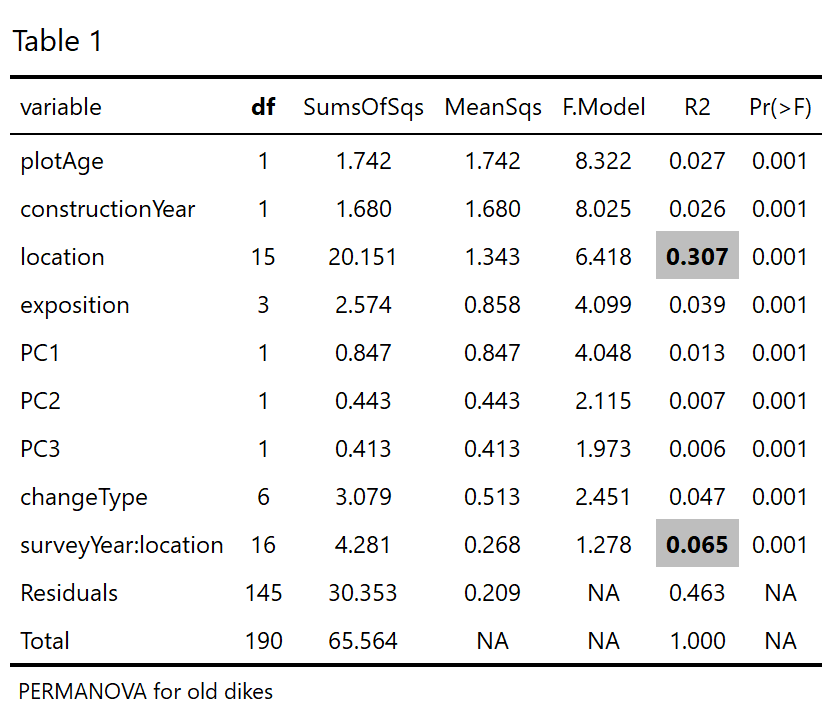 Table 1
variable df SumsOfSqs MeanSqs F.Model R2 Pr(>F)
plotAge 1 1.742 1.742 8.322 0.027 0.001
constructionYear 1 1.680 1.680 8.025 0.026 0.001
location 15 20.151 1.343 6.418 0.307 0.001
exposition 3 2.574 0.858 4.099 0.039 0.001
PC1 1 0.847 0.847 4.048 0.013 0.001
PC2 1 0.443 0.443 2.115 0.007 0.001
PC3 1 0.413 0.413 1.973 0.006 0.001
changeType 6 3.079 0.513 2.451 0.047 0.001
surveyYear:location 16 4.281 0.268 1.278 0.065 0.001
Residuals 145 30.353 0.209 NA 0.463 NA
Total 190 65.564 NA NA 1.000 NA
PERMANOVA for old dikes